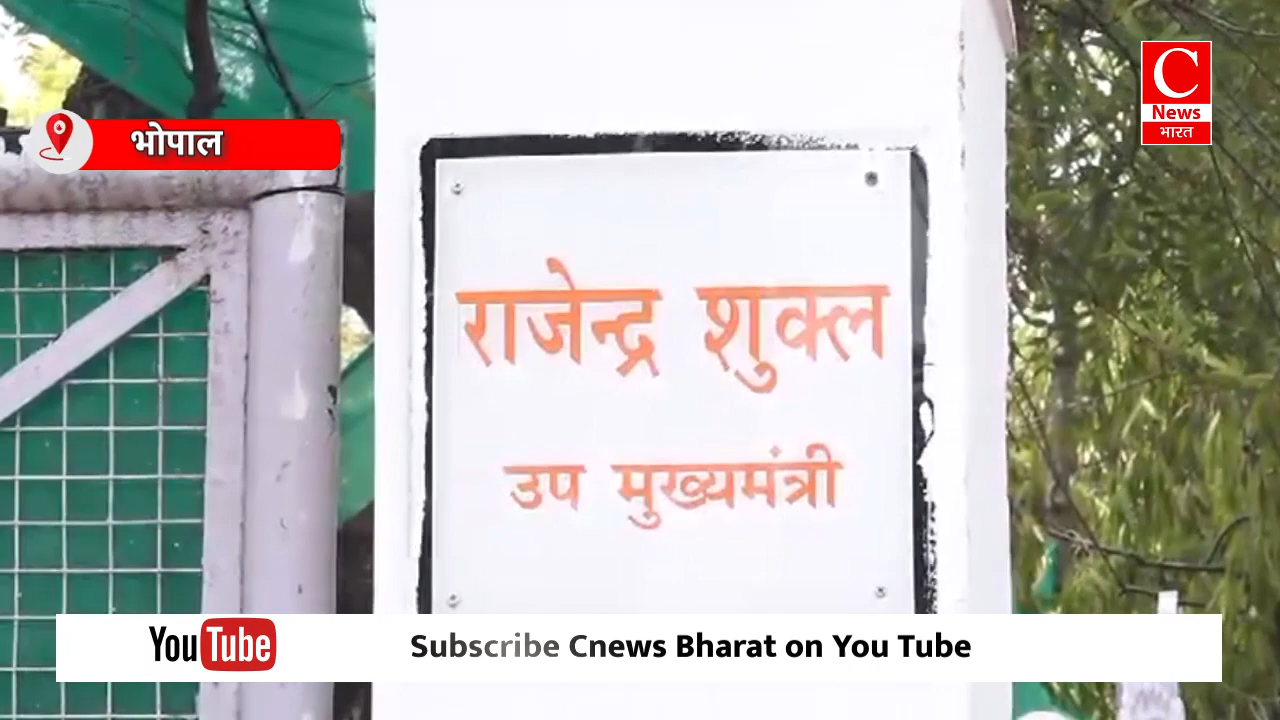 भोपाल
C
News
भारत
राजेन्द्र शुक्ल
उप मुख्यमंत्री
YouTube
Subscribe Cnews Bharat on You Tube